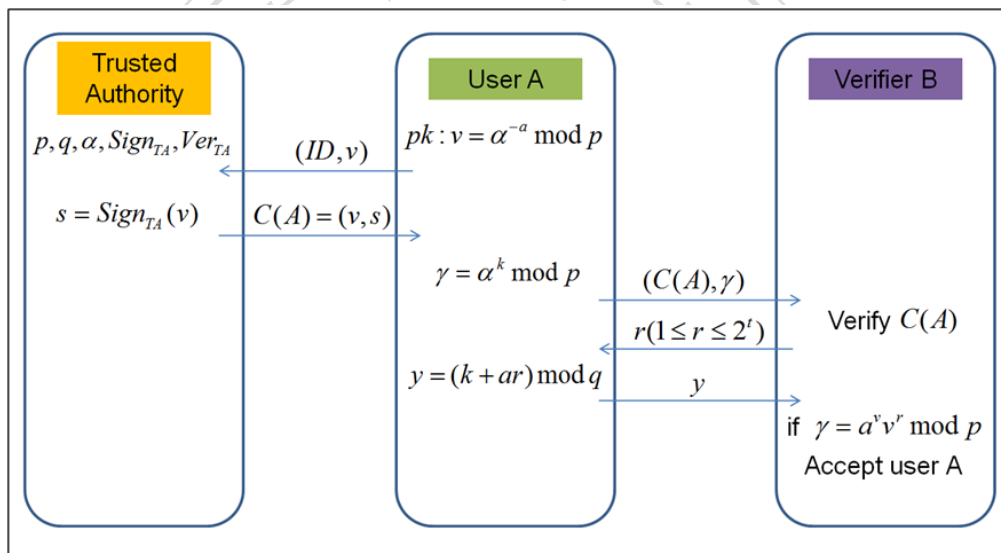 Trusted
Authority
p, q, α, Sign_TA, Ver_TA
s = Sign_TA(v)
(ID, v)
C(A) = (v, s)
User A
pk : v = α^{-a} mod p
γ = α^k mod p
y = (k + ar) mod q
(C(A), γ)
r(1 ≤ r ≤ 2^t)
y
Verifier B
Verify C(A)
if γ = a^v v^r mod p
Accept user A